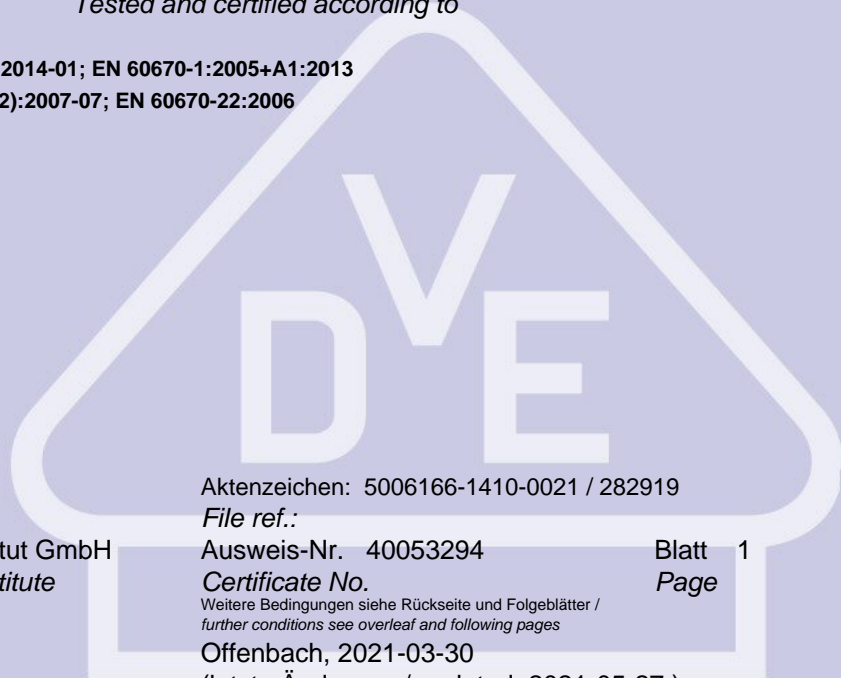 Tested and certified according to
2014-01; EN 60670-1:2005+A1:2013
2):2007-07; EN 60670-22:2006
D V E
Aktenzeichen: 5006166-1410-0021 / 282919
File ref.:
tut GmbH Ausweis-Nr. 40053294 Blatt 1
titute Certificate No. Page
Weitere Bedingungen siehe Rückseite und Folgeblätter /
further conditions see overleaf and following pages
Offenbach, 2021-03-30